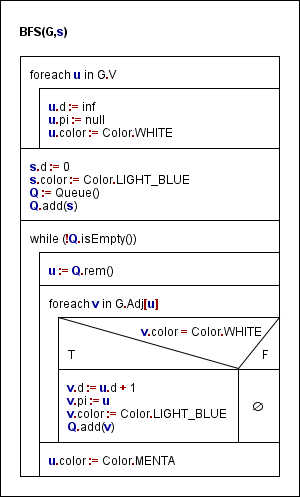 BFS(G,s)
foreach u in G.V
u.d := inf
u.pi := null
u.color := Color.WHITE
s.d := 0
s.color := Color.LIGHT_BLUE
Q := Queue()
Q.add(s)
while (!Q.isEmpty())
u := Q.rem()
foreach v in G.Adj[u]
v.color = Color.WHITE
T F
v.d := u.d + 1
v.pi := u
v.color := Color.LIGHT_BLUE
Q.add(v)
∅
u.color := Color.MENTA